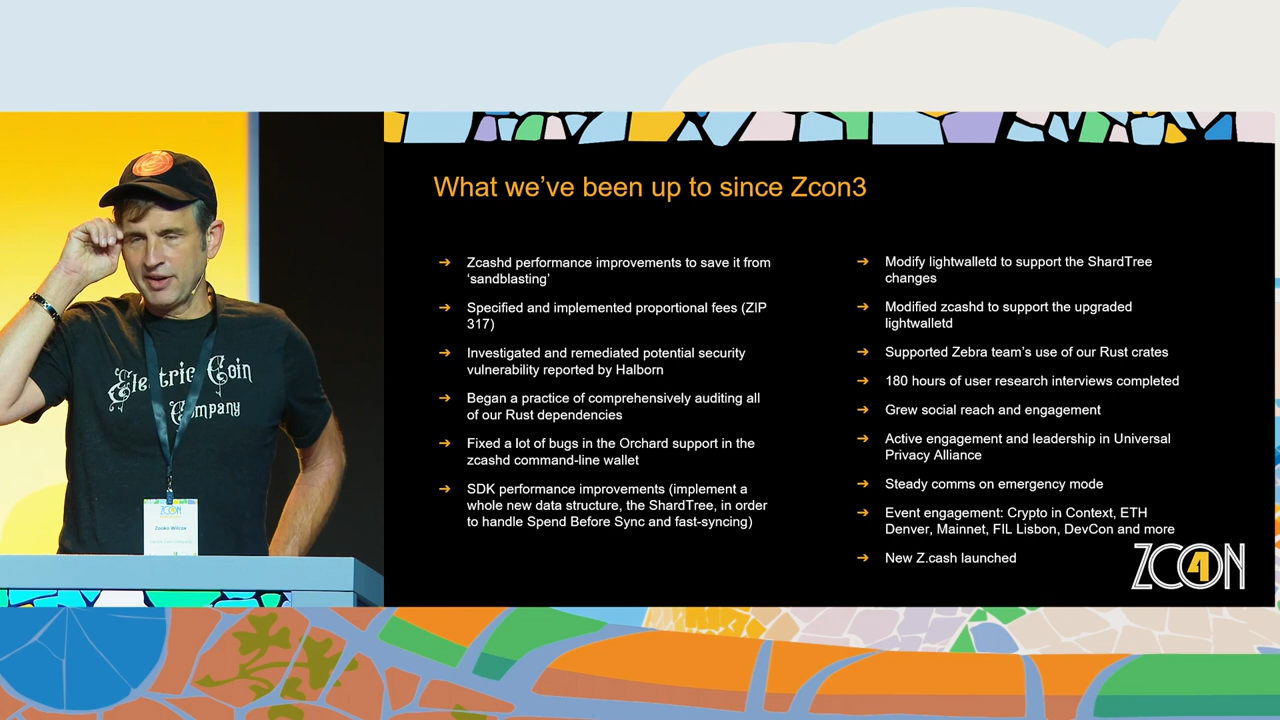 Electric Coin
Company
ZCON
Zooko Wilcox
What we've been up to since Zcon3
➔ Zcashd performance improvements to save it from
‘sandblasting’
➔ Specified and implemented proportional fees (ZIP
317)
➔ Investigated and remediated potential security
vulnerability reported by Halborn
➔ Began a practice of comprehensively auditing all
of our Rust dependencies
➔ Fixed a lot of bugs in the Orchard support in the
zcashd command-line wallet
➔ SDK performance improvements (implement a
whole new data structure, the ShardTree, in order
to handle Spend Before Sync and fast-syncing)
➔ Modify lightwalletd to support the ShardTree
changes
➔ Modified zcashd to support the upgraded
lightwalletd
➔ Supported Zebra team’s use of our Rust crates
➔ 180 hours of user research interviews completed
➔ Grew social reach and engagement
➔ Active engagement and leadership in Universal
Privacy Alliance
➔ Steady comms on emergency mode
➔ Event engagement: Crypto in Context, ETH
Denver, Mainnet, FIL Lisbon, DevCon and more
➔ New Z.cash launched
ZCON4